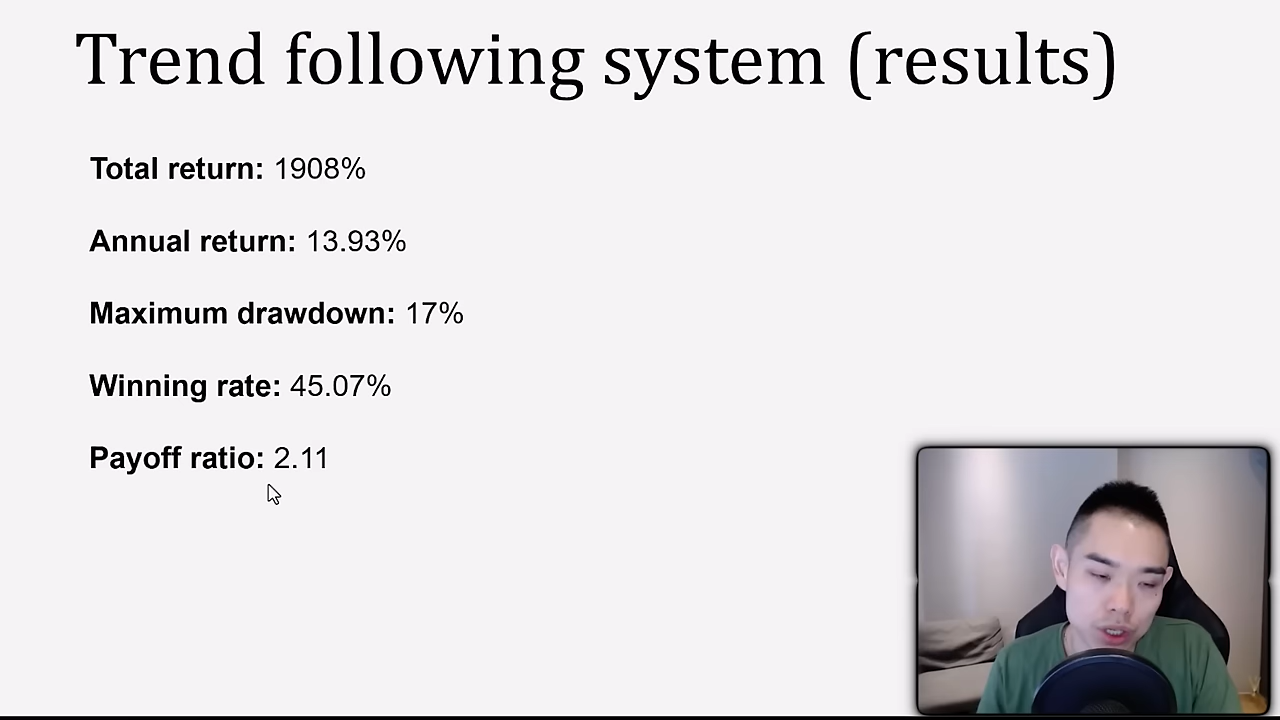 Trend following system (results)
Total return: 1908%
Annual return: 13.93%
Maximum drawdown: 17%
Winning rate: 45.07%
Payoff ratio: 2.11